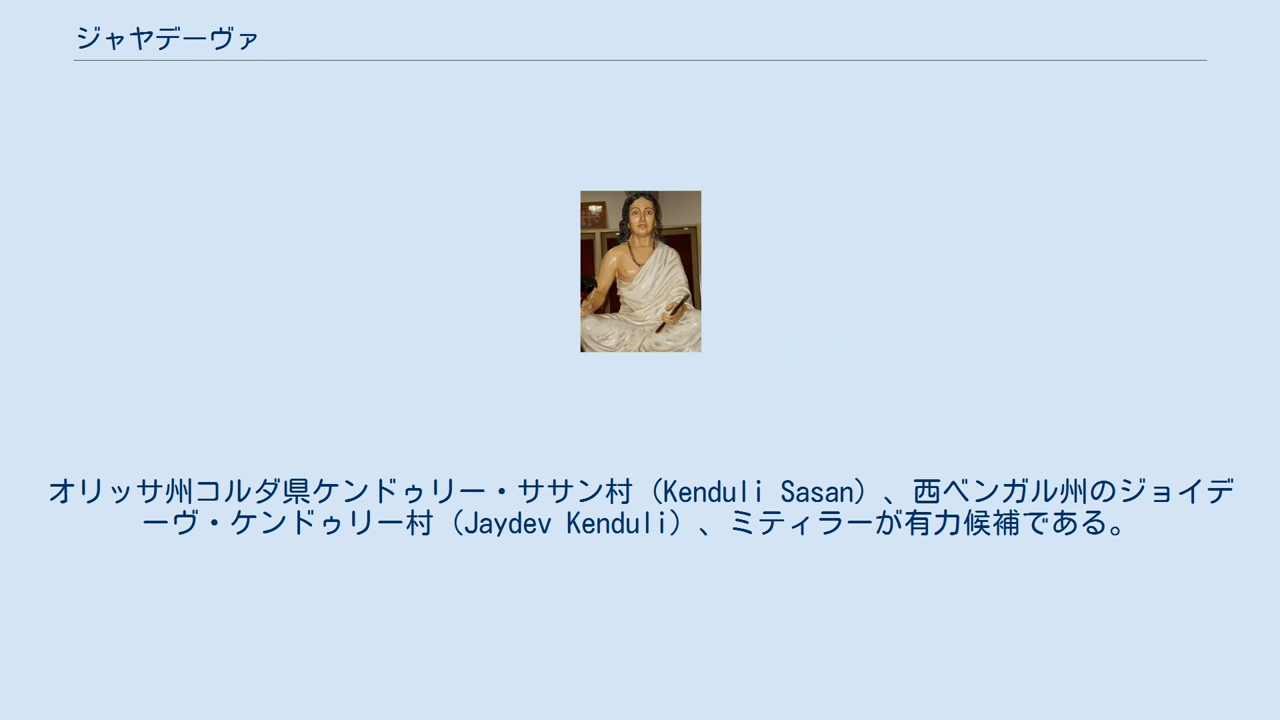 ジャヤデーヴァ
オリッサ州コルダ県ケンドゥリー・ササン村（Kenduli Sasan）、西ベンガル州のジョイデ
ーヴ・ケンドゥリー村（Jaydev Kenduli）、ミティラーが有力候補である。